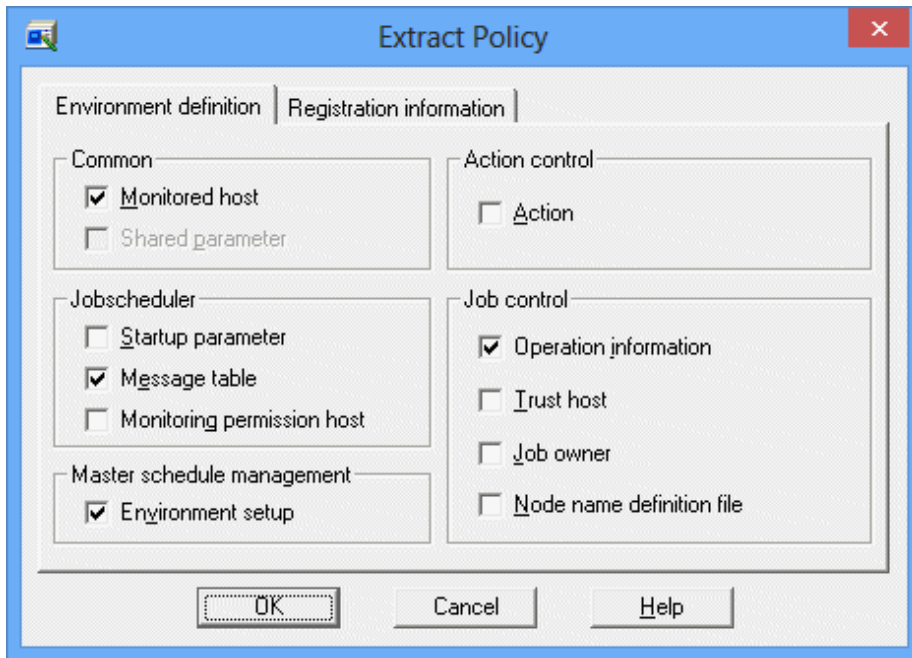 Extract Policy
Environment definition
Registration information
Common
Monitored host
Shared parameter
Jobscheduler
Startup parameter
Message table
Monitoring permission host
Master schedule management
Environment setup
Action control
Action
Job control
Operation information
Trust host
Job owner
Node name definition file
OK
Cancel
Help